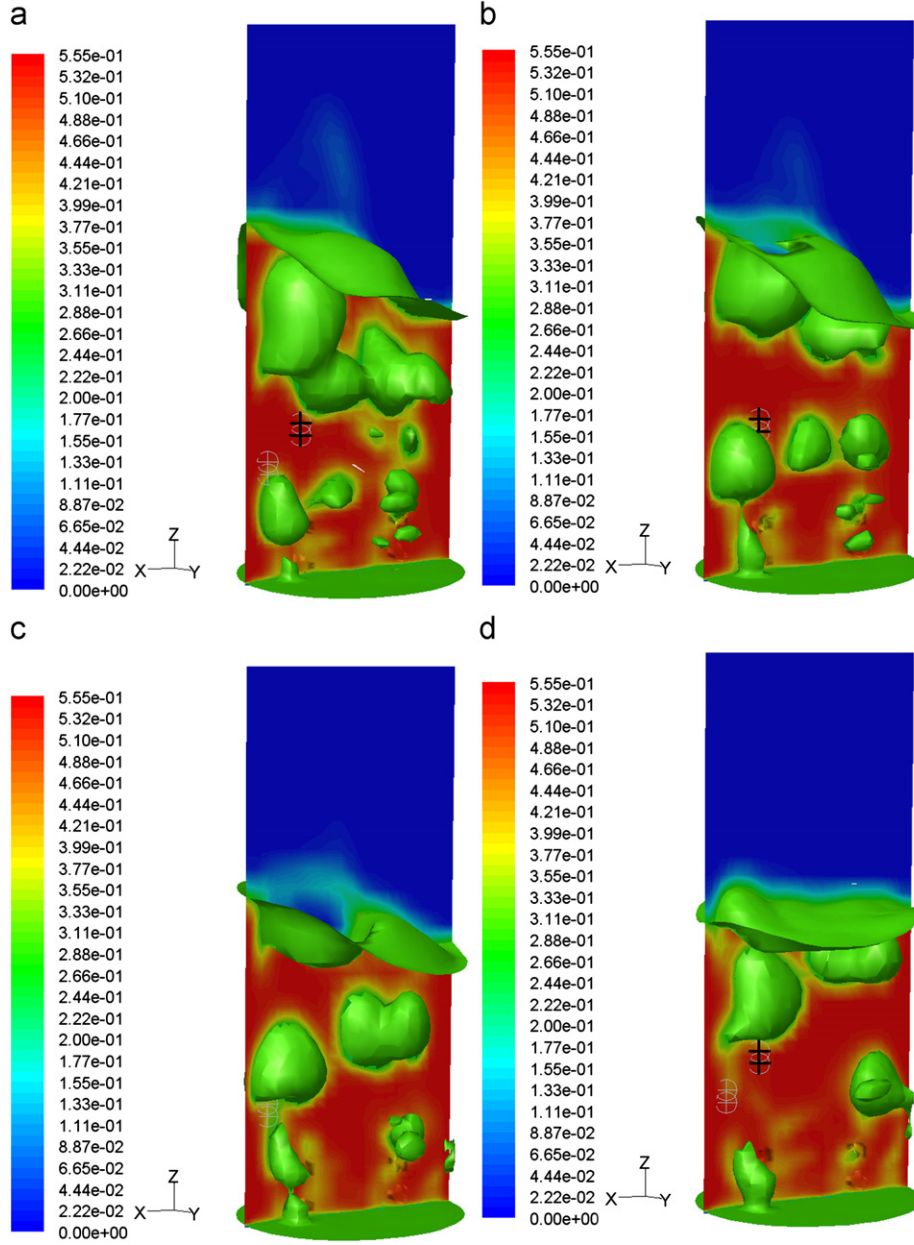 a
5.55e-01
5.32e-01
5.10e-01
4.88e-01
4.66e-01
4.44e-01
4.21e-01
3.99e-01
3.77e-01
3.55e-01
3.33e-01
3.11e-01
2.88e-01
2.66e-01
2.44e-01
2.22e-01
2.00e-01
1.77e-01
1.55e-01
1.33e-01
1.11e-01
8.87e-02
6.65e-02
4.44e-02
2.22e-02
0.00e+00
Z
X
Y
b
5.55e-01
5.32e-01
5.10e-01
4.88e-01
4.66e-01
4.44e-01
4.21e-01
3.99e-01
3.77e-01
3.55e-01
3.33e-01
3.11e-01
2.88e-01
2.66e-01
2.44e-01
2.22e-01
2.00e-01
1.77e-01
1.55e-01
1.33e-01
1.11e-01
8.87e-02
6.65e-02
4.44e-02
2.22e-02
0.00e+00
Z
X
Y
c
5.55e-01
5.32e-01
5.10e-01
4.88e-01
4.66e-01
4.44e-01
4.21e-01
3.99e-01
3.77e-01
3.55e-01
3.33e-01
3.11e-01
2.88e-01
2.66e-01
2.44e-01
2.22e-01
2.00e-01
1.77e-01
1.55e-01
1.33e-01
1.11e-01
8.87e-02
6.65e-02
4.44e-02
2.22e-02
0.00e+00
Z
X
Y
d
5.55e-01
5.32e-01
5.10e-01
4.88e-01
4.66e-01
4.44e-01
4.21e-01
3.99e-01
3.77e-01
3.55e-01
3.33e-01
3.11e-01
2.88e-01
2.66e-01
2.44e-01
2.22e-01
2.00e-01
1.77e-01
1.55e-01
1.33e-01
1.11e-01
8.87e-02
6.65e-02
4.44e-02
2.22e-02
0.00e+00
Z
X
Y